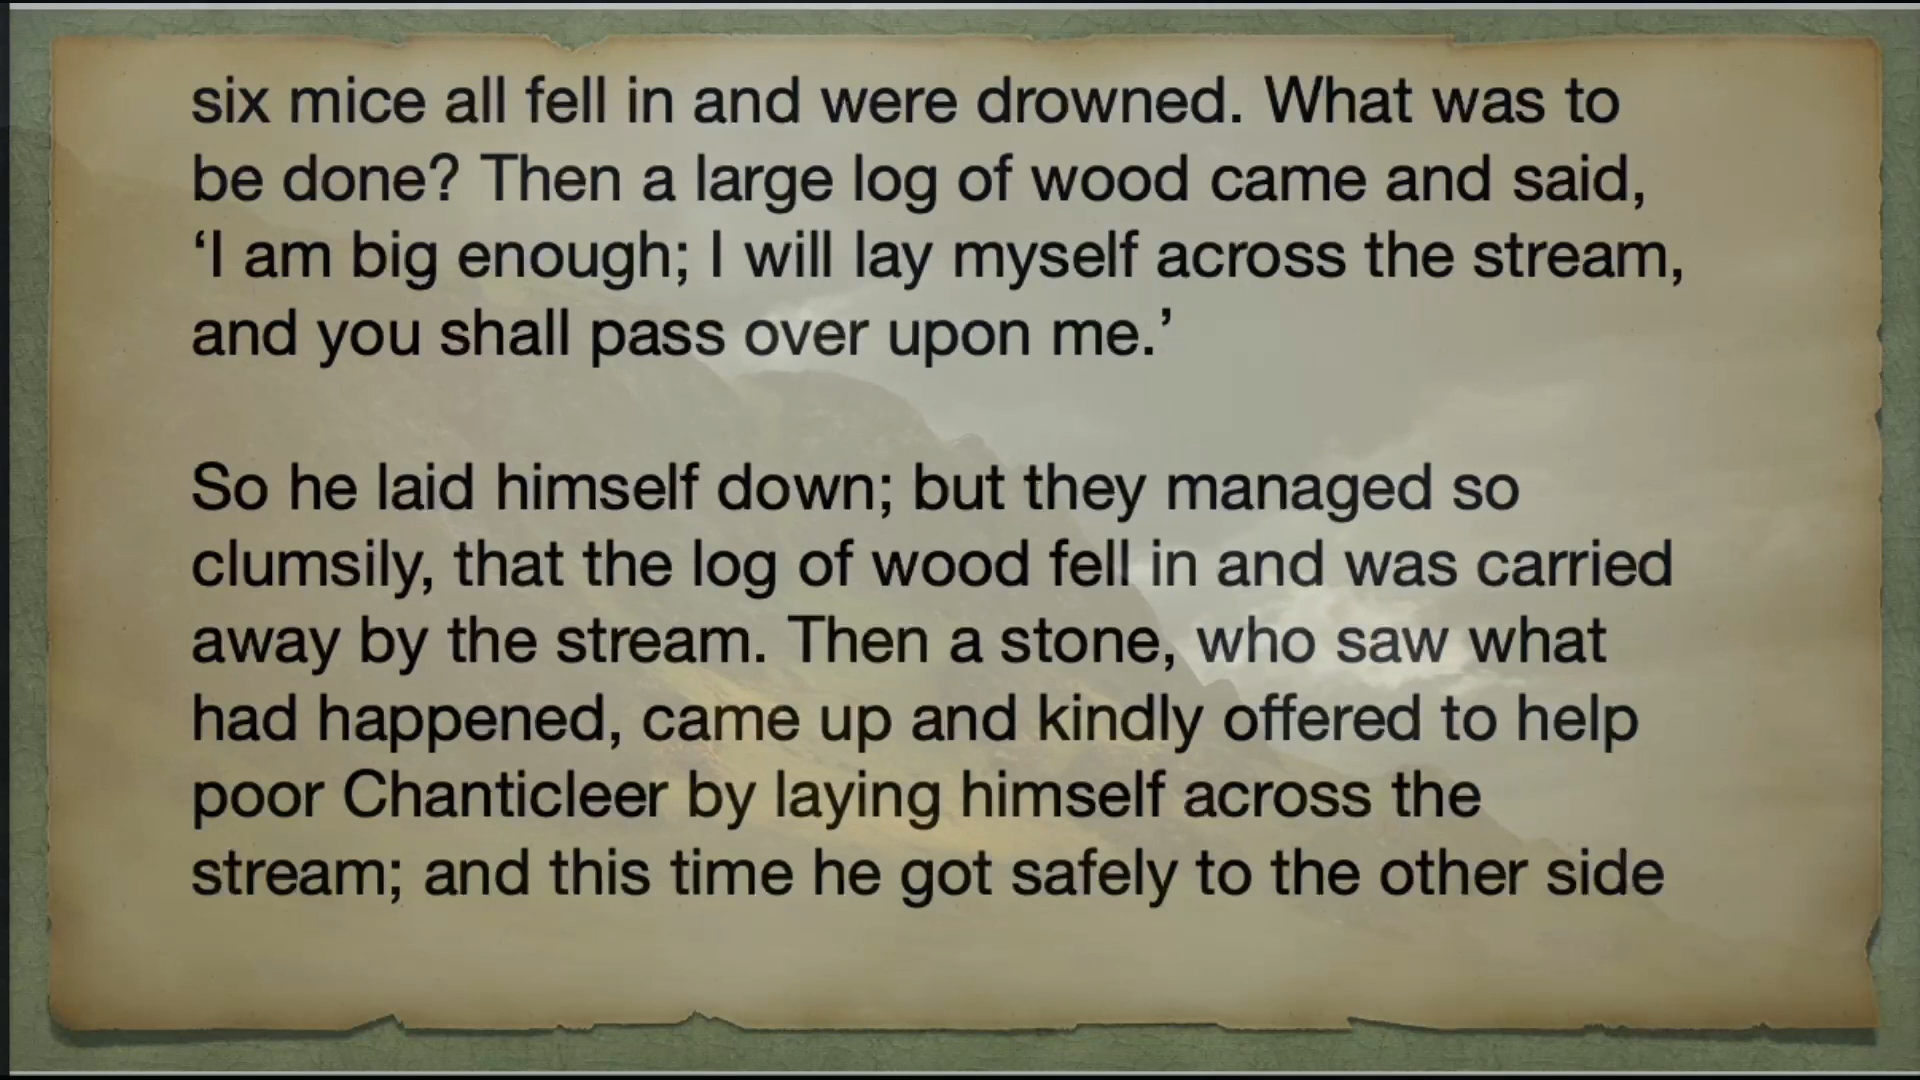 six mice all fell in and were drowned. What was to
be done? Then a large log of wood came and said,
‘I am big enough; I will lay myself across the stream,
and you shall pass over upon me.’
So he laid himself down; but they managed so
clumsily, that the log of wood fell in and was carried
away by the stream. Then a stone, who saw what
had happened, came up and kindly offered to help
poor Chanticleer by laying himself across the
stream; and this time he got safely to the other side